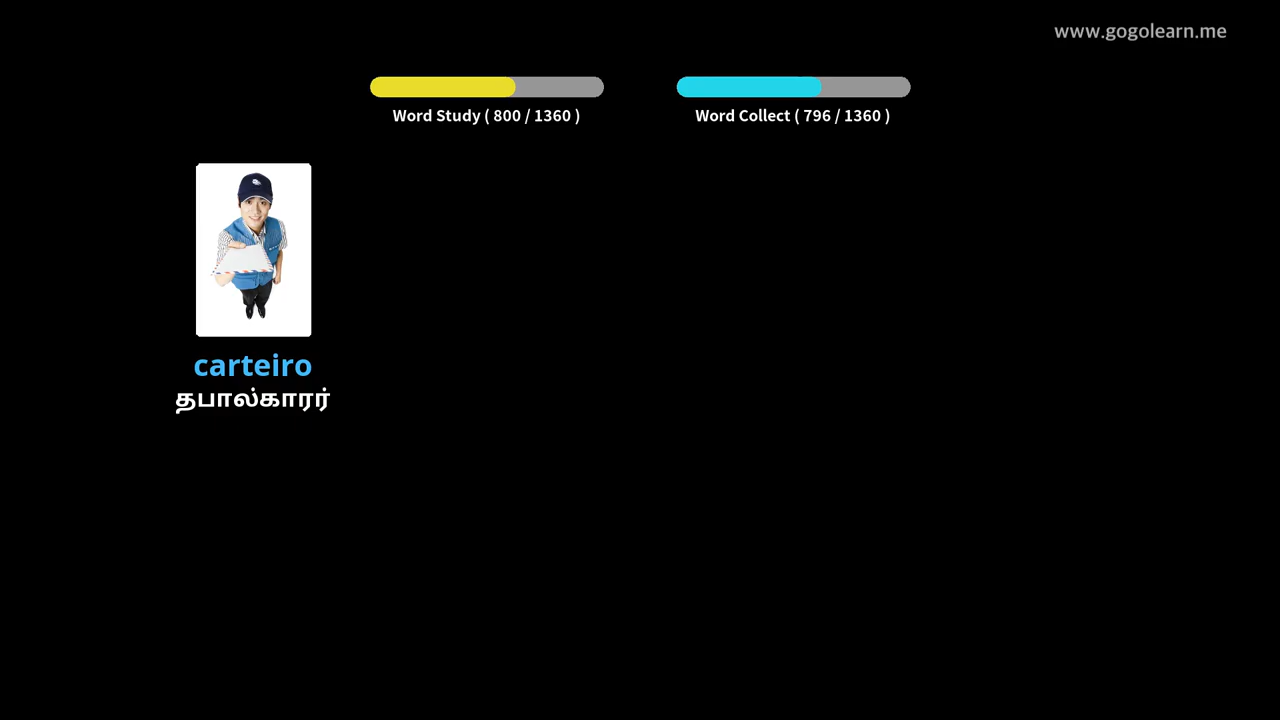 www.gogolearn.me
Word Study ( 800 / 1360 )
Word Collect ( 796 / 1360 )
carteiro
தபால்காரர்